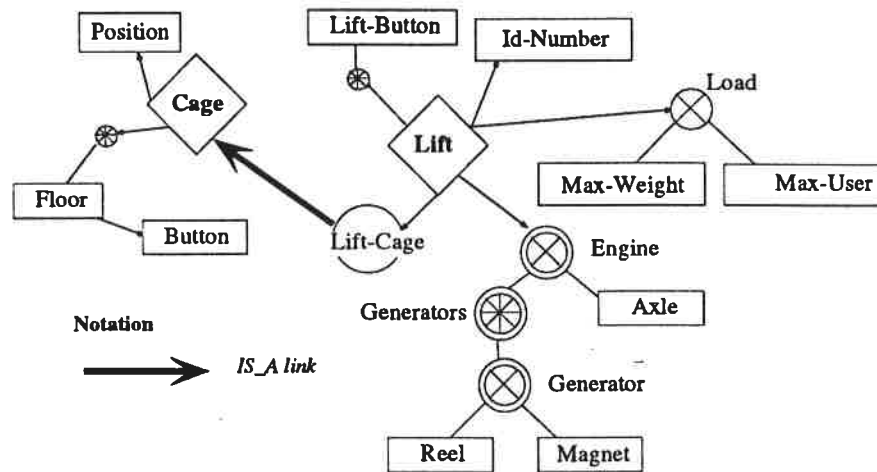 Position
Lift-Button
Id-Number
Cage
Load
Lift
Max-Weight
Max-User
Floor
Button
Lift-Cage
Engine
Generators
Axle
Notation
IS_A link
Generator
Reel
Magnet